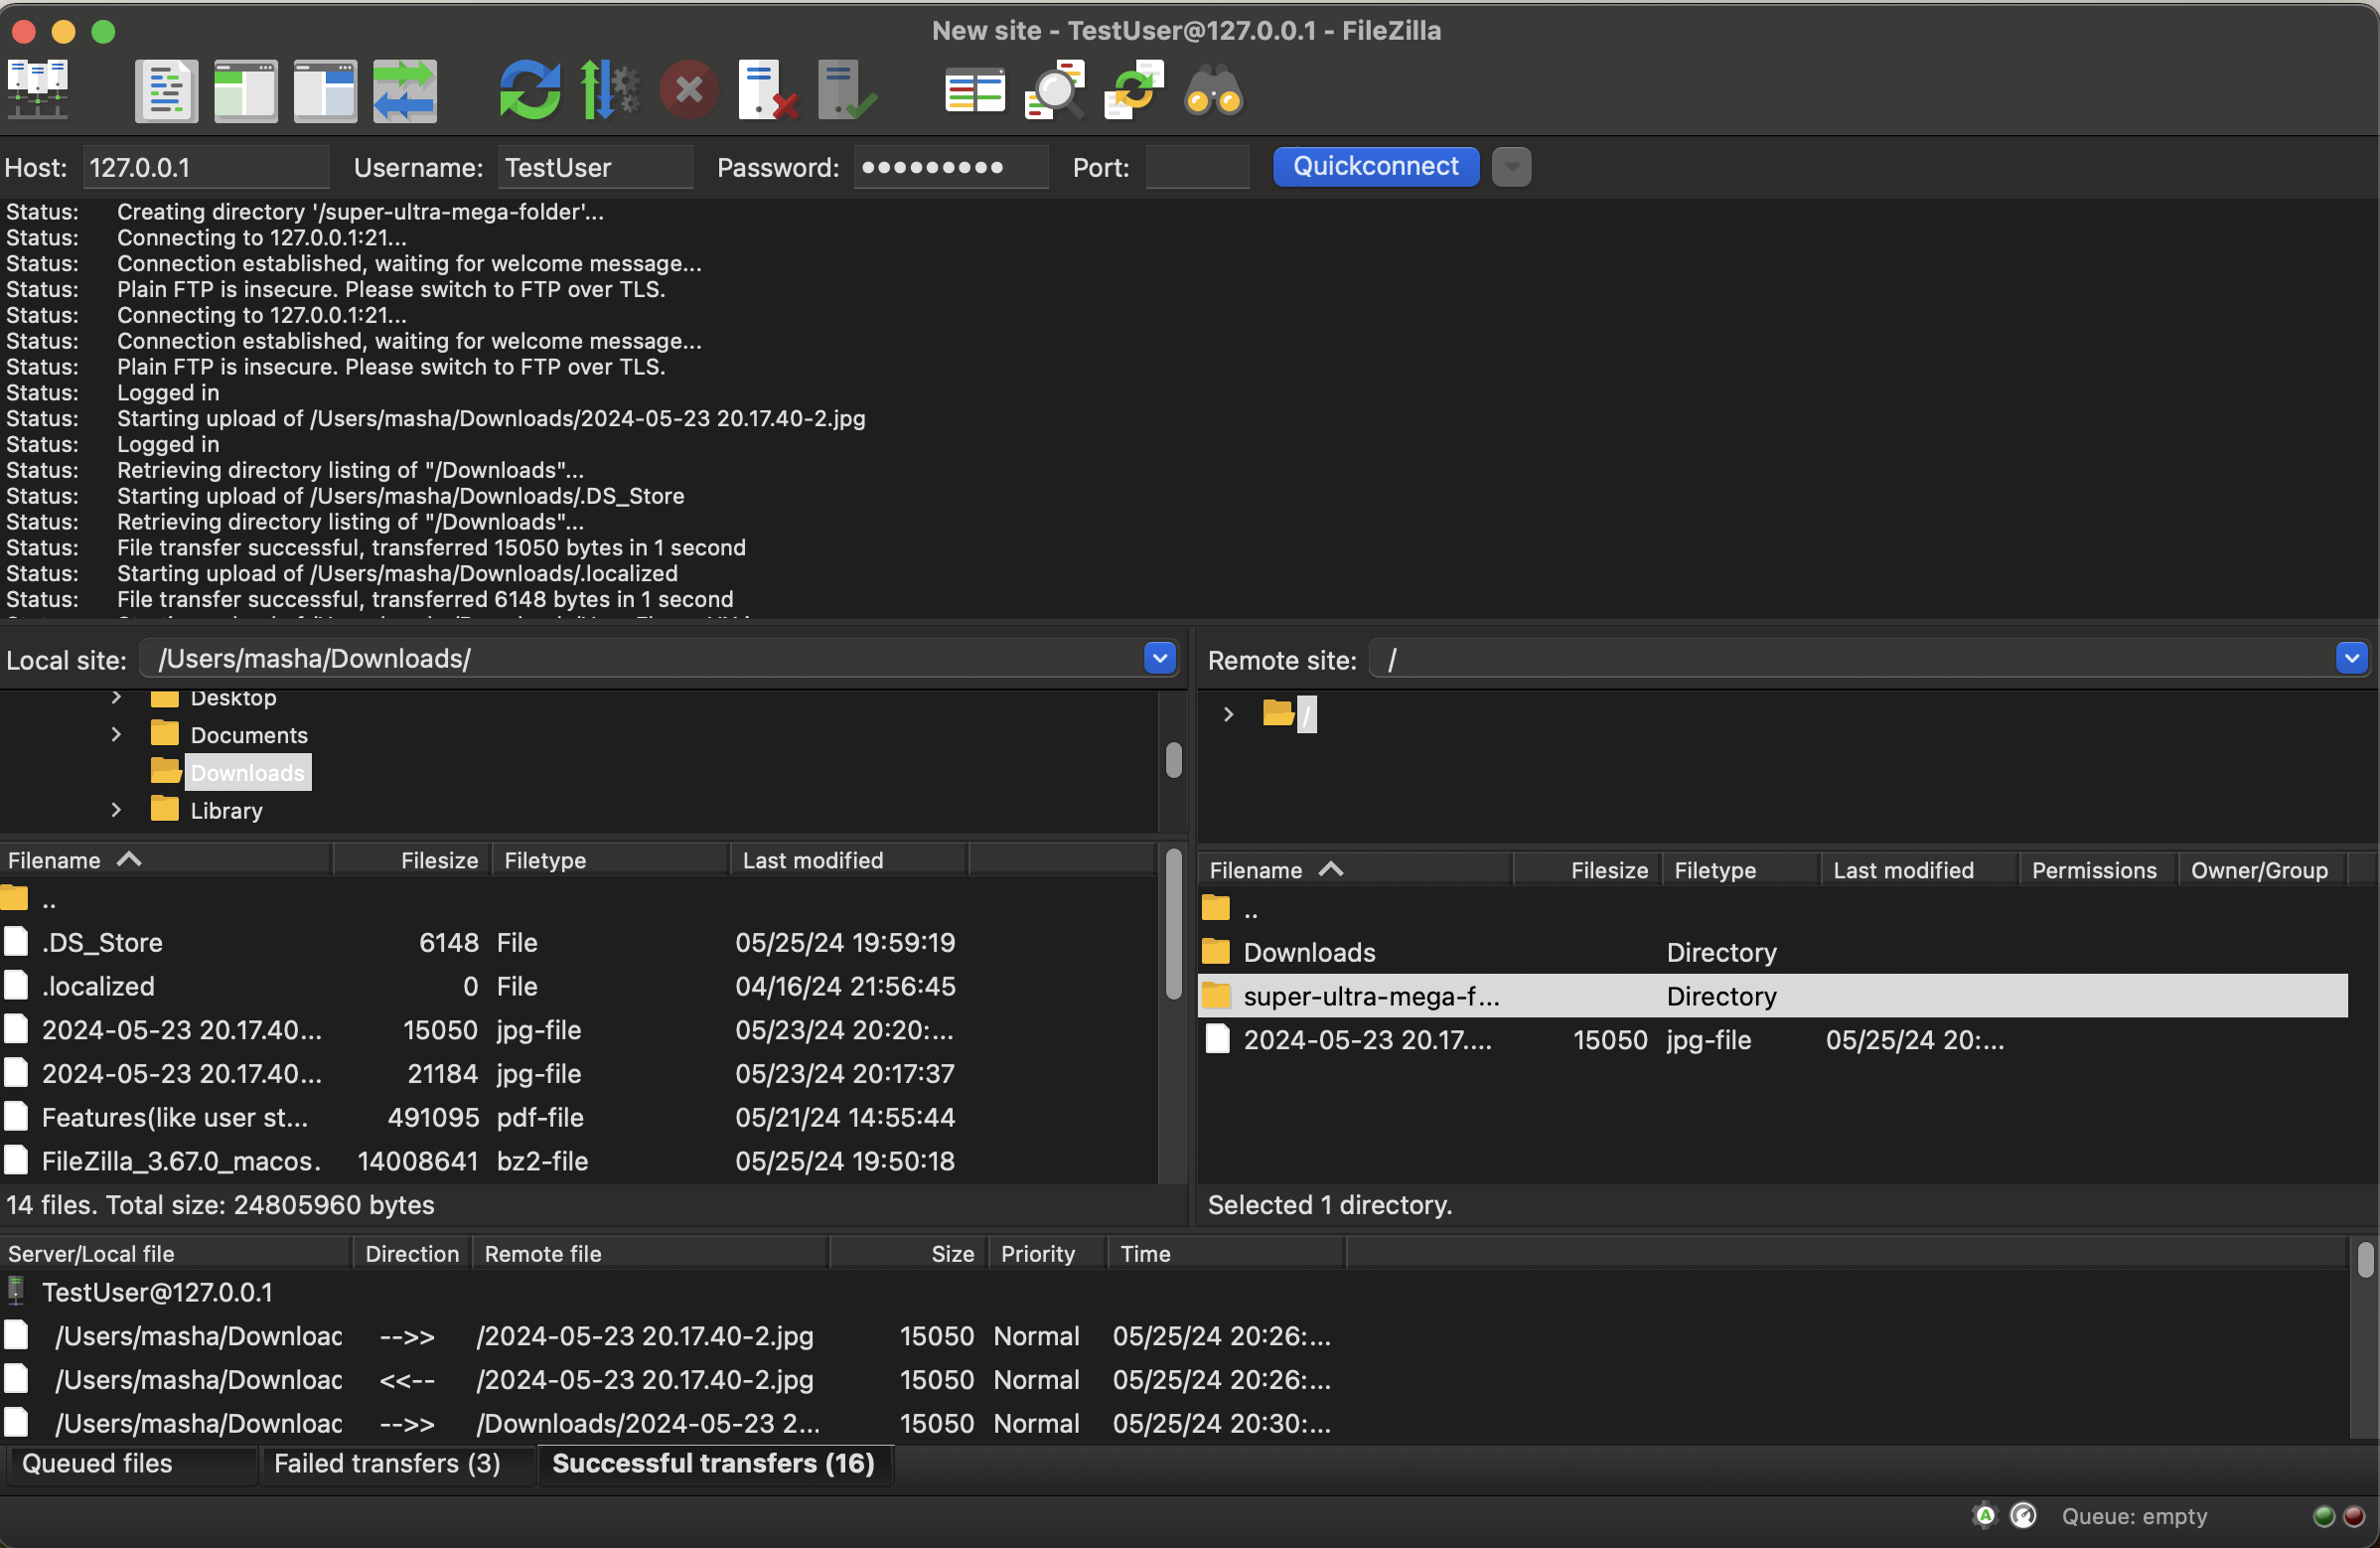 New site - TestUser@127.0.0.1 - FileZilla
Host: 127.0.0.1 Username: TestUser Password: ●●●●●●●●● Port: Quickconnect
Status: Creating directory '/super-ultra-mega-folder'...
Status: Connecting to 127.0.0.1:21...
Status: Connection established, waiting for welcome message...
Status: Plain FTP is insecure. Please switch to FTP over TLS.
Status: Connecting to 127.0.0.1:21...
Status: Connection established, waiting for welcome message...
Status: Plain FTP is insecure. Please switch to FTP over TLS.
Status: Logged in
Status: Starting upload of /Users/masha/Downloads/2024-05-23 20.17.40-2.jpg
Status: Logged in
Status: Retrieving directory listing of "/Downloads"...
Status: Starting upload of /Users/masha/Downloads/.DS_Store
Status: Retrieving directory listing of "/Downloads"...
Status: File transfer successful, transferred 15050 bytes in 1 second
Status: Starting upload of /Users/masha/Downloads/.localized
Status: File transfer successful, transferred 6148 bytes in 1 second
Local site: /Users/masha/Downloads/
Desktop
Documents
Downloads
Library
Filename Filesize Filetype Last modified
..
.DS_Store 6148 File 05/25/24 19:59:19
.localized 0 File 04/16/24 21:56:45
2024-05-23 20.17.40... 15050 jpg-file 05/23/24 20:20:...
2024-05-23 20.17.40... 21184 jpg-file 05/23/24 20:17:37
Features(like user st... 491095 pdf-file 05/21/24 14:55:44
FileZilla_3.67.0_macos. 14008641 bz2-file 05/25/24 19:50:18
14 files. Total size: 24805960 bytes
Remote site: /
/
Filename Filesize Filetype Last modified Permissions Owner/Group
..
Downloads Directory
super-ultra-mega-f... Directory
2024-05-23 20.17.... 15050 jpg-file 05/25/24 20:...
Selected 1 directory.
Server/Local file Direction Remote file Size Priority Time
TestUser@127.0.0.1
/Users/masha/Downloac -->> /2024-05-23 20.17.40-2.jpg 15050 Normal 05/25/24 20:26:...
/Users/masha/Downloac <<-- /2024-05-23 20.17.40-2.jpg 15050 Normal 05/25/24 20:26:...
/Users/masha/Downloac -->> /Downloads/2024-05-23 2... 15050 Normal 05/25/24 20:30:...
Queued files Failed transfers (3) Successful transfers (16)
Queue: empty